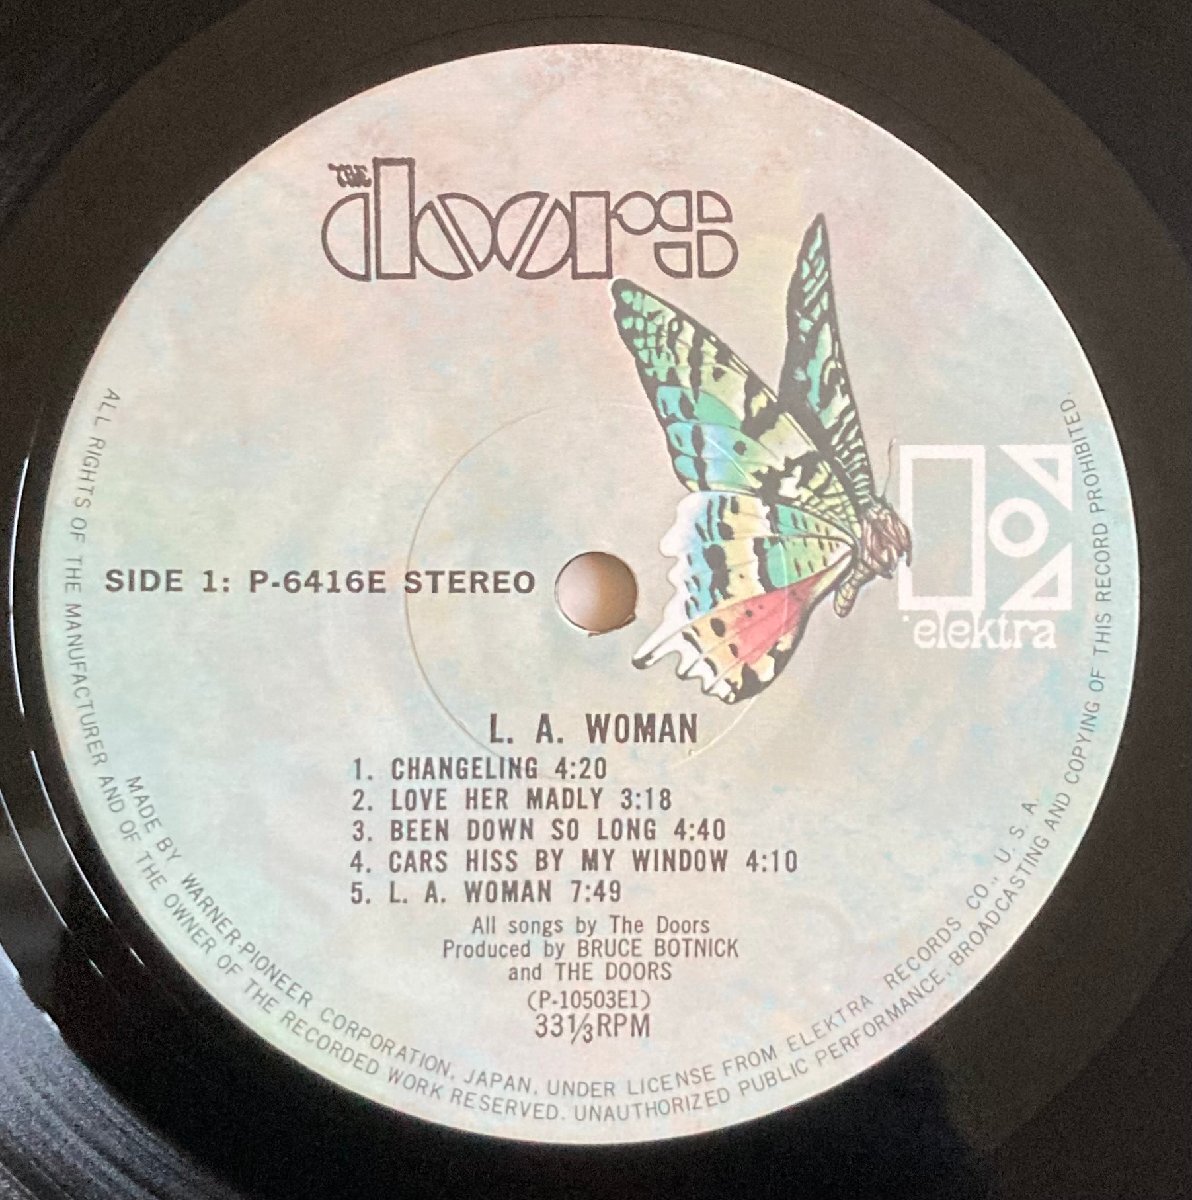 THE
doors
elektra
SIDE 1: P-6416E STEREO
L. A. WOMAN
1. CHANGELING 4:20
2. LOVE HER MADLY 3:18
3. BEEN DOWN SO LONG 4:40
4. CARS HISS BY MY WINDOW 4:10
5. L. A. WOMAN 7:49
All songs by The Doors
Produced by BRUCE BOTNICK
and THE DOORS
(P-10503E1)
33⅓RPM
MADE BY WARNER-PIONEER CORPORATION, JAPAN, UNDER LICENSE FROM ELEKTRA RECORDS CO., U. S. A.
ALL RIGHTS OF THE MANUFACTURER AND OF THE OWNER OF THE RECORDED WORK RESERVED. UNAUTHORIZED PUBLIC PERFORMANCE, BROADCASTING AND COPYING OF THIS RECORD PROHIBITED.